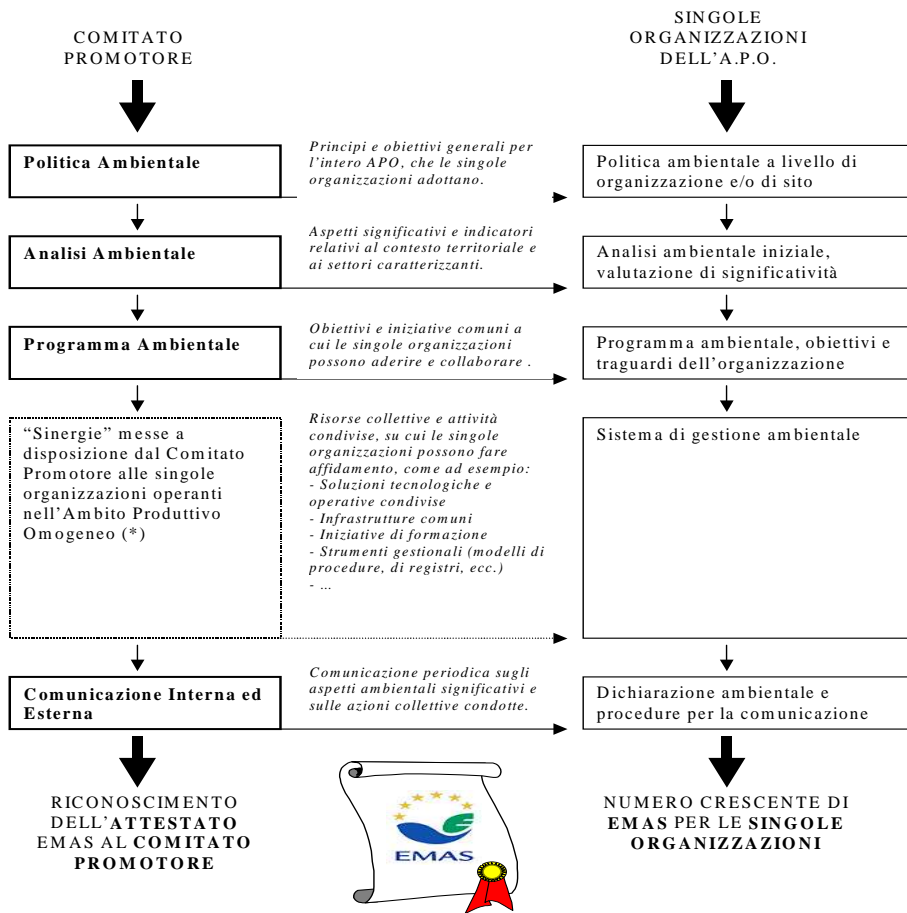 COMITATO
PROMOTORE
SINGOLE
ORGANIZZAZIONI
DELL'A.P.O.
Politica Ambientale
Principi e obiettivi generali per
l'intero APO, che le singole
organizzazioni adottano.
Politica ambientale a livello di
organizzazione e/o di sito
Analisi Ambientale
Aspetti significativi e indicatori
relativi al contesto territoriale e
ai settori caratterizzanti.
Analisi ambientale iniziale,
valutazione di significatività
Programma Ambientale
Obiettivi e iniziative comuni a
cui le singole organizzazioni
possono aderire e collaborare .
Programma ambientale, obiettivi e
traguardi dell'organizzazione
“Sinergie” messe a
disposizione dal Comitato
Promotore alle singole
organizzazioni operanti
nell'Ambito Produttivo
Omogeneo (*)
Risorse collettive e attività
condivise, su cui le singole
organizzazioni possono fare
affidamento, come ad esempio:
- Soluzioni tecnologiche e
operative condivise
- Infrastrutture comuni
- Iniziative di formazione
- Strumenti gestionali (modelli di
procedure, di registri, ecc.)
- ...
Sistema di gestione ambientale
Comunicazione Interna ed
Esterna
Comunicazione periodica sugli
aspetti ambientali significativi e
sulle azioni collettive condotte.
Dichiarazione ambientale e
procedure per la comunicazione
RICONOSCIMENTO
DELL'ATTESTATO
EMAS AL COMITATO
PROMOTORE
EMAS
NUMERO CRESCENTE DI
EMAS PER LE SINGOLE
ORGANIZZAZIONI